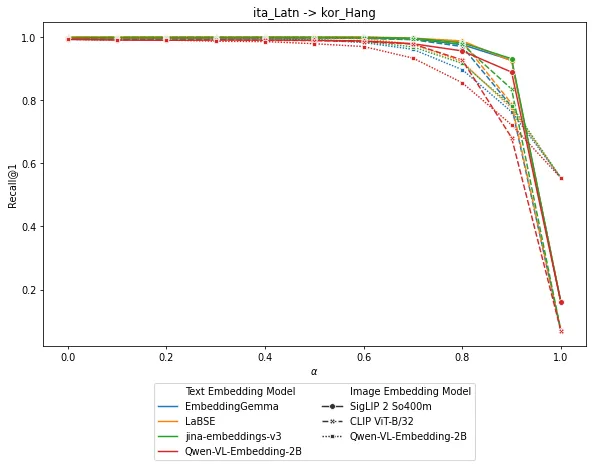 ita_Latn -> kor_Hang
Recall@1
1.0
0.8
0.6
0.4
0.2
0.0 0.2 0.4 0.6 0.8 1.0
α
Text Embedding Model
EmbeddingGemma
LaBSE
jina-embeddings-v3
Qwen-VL-Embedding-2B
Image Embedding Model
SigLIP 2 So400m
CLIP ViT-B/32
Qwen-VL-Embedding-2B